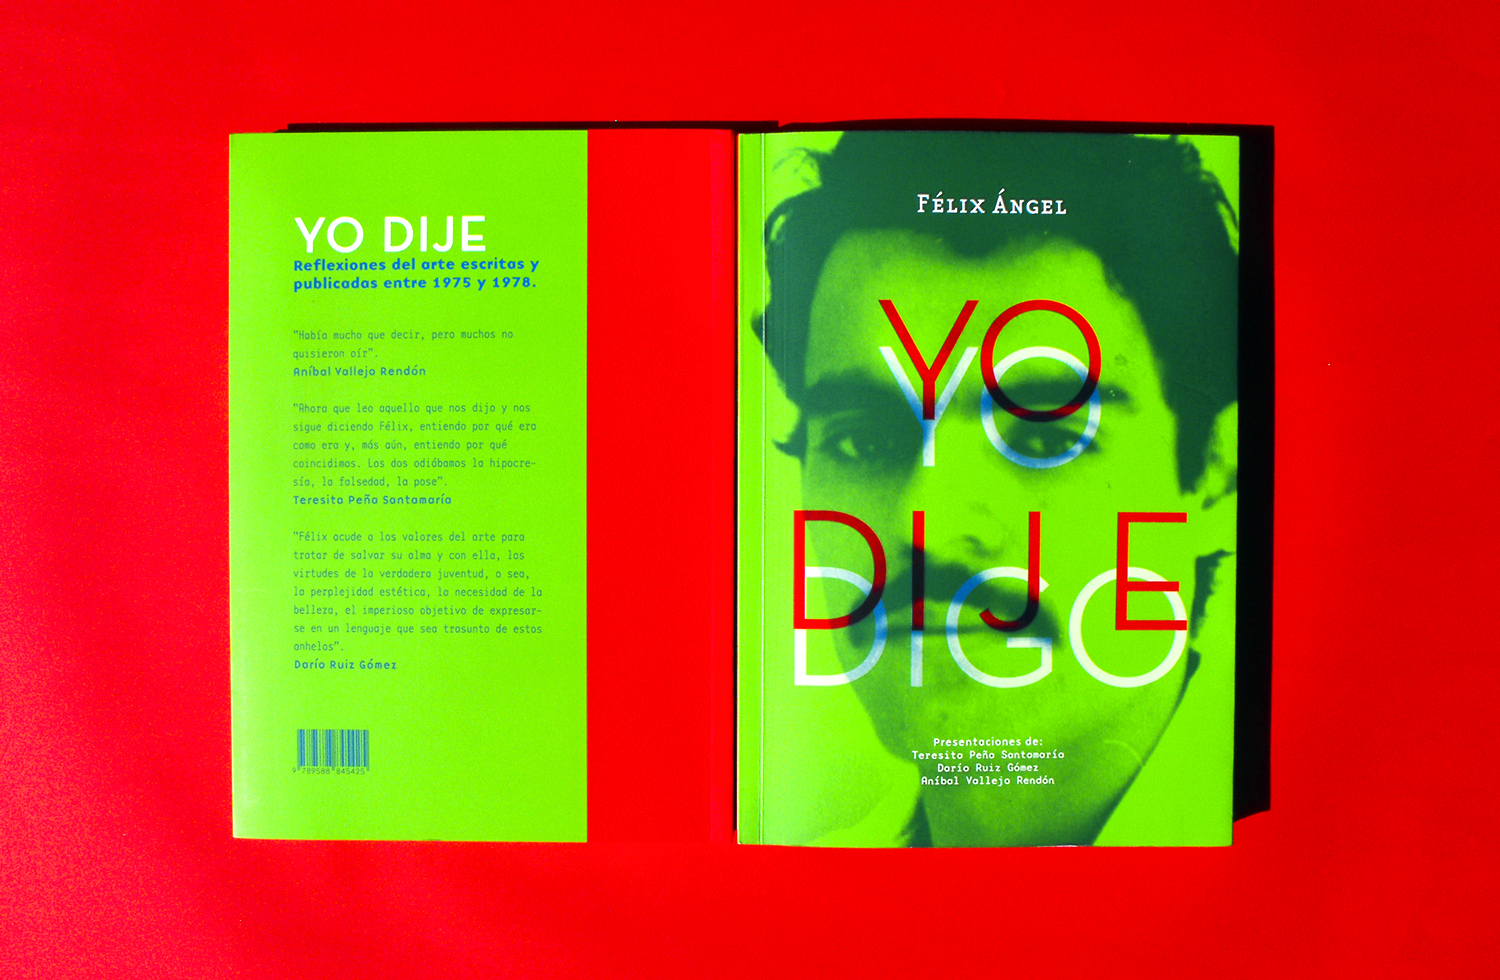 YO DIJE
Reflexiones del arte escritas y
publicadas entre 1975 y 1978.
"Había mucho que decir, pero muchos no
quisieron oír".
Aníbal Vallejo Rendón
"Ahora que leo aquello que nos dijo y nos
sigue diciendo Félix, entiendo por qué era
como era y, más aún, entiendo por qué
coincidimos. Los dos odiábamos la hipocre-
sía, la falsedad, la pose".
Teresita Peña Santamaría
"Félix acude a los valores del arte para
tratar de salvar su alma y con ella, las
virtudes de la verdadera juventud, o sea,
la perplejidad estética, la necesidad de la
belleza, el imperioso objetivo de expresar-
se en un lenguaje que sea trasunto de estos
anhelos".
Darío Ruiz Gómez
9 789588 845425
FÉLIX ÁNGEL
YO
YO
DIJE
DIGO
Presentaciones de:
Teresita Peña Santamaría
Darío Ruiz Gómez
Aníbal Vallejo Rendón